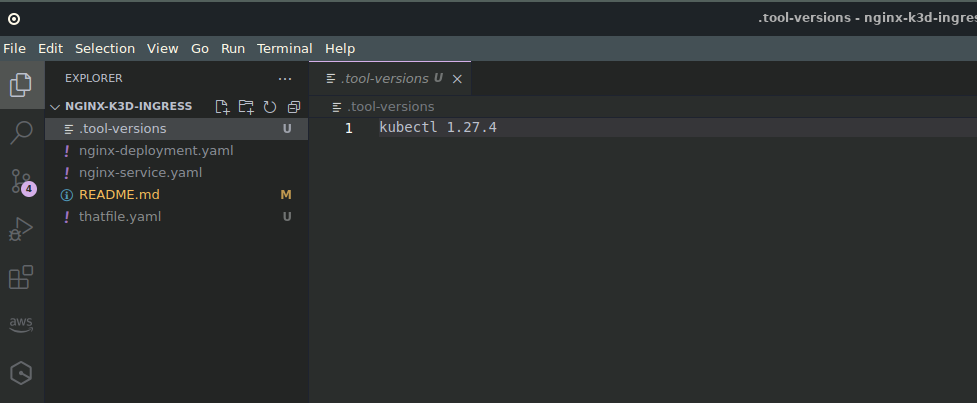 .tool-versions - nginx-k3d-ingres
File Edit Selection View Go Run Terminal Help
EXPLORER ...
.tool-versions U
NGINX-K3D-INGRESS
.tool-versions
.tool-versions U
1 kubectl 1.27.4
nginx-deployment.yaml
nginx-service.yaml
4
README.md M
thatfile.yaml U
aws